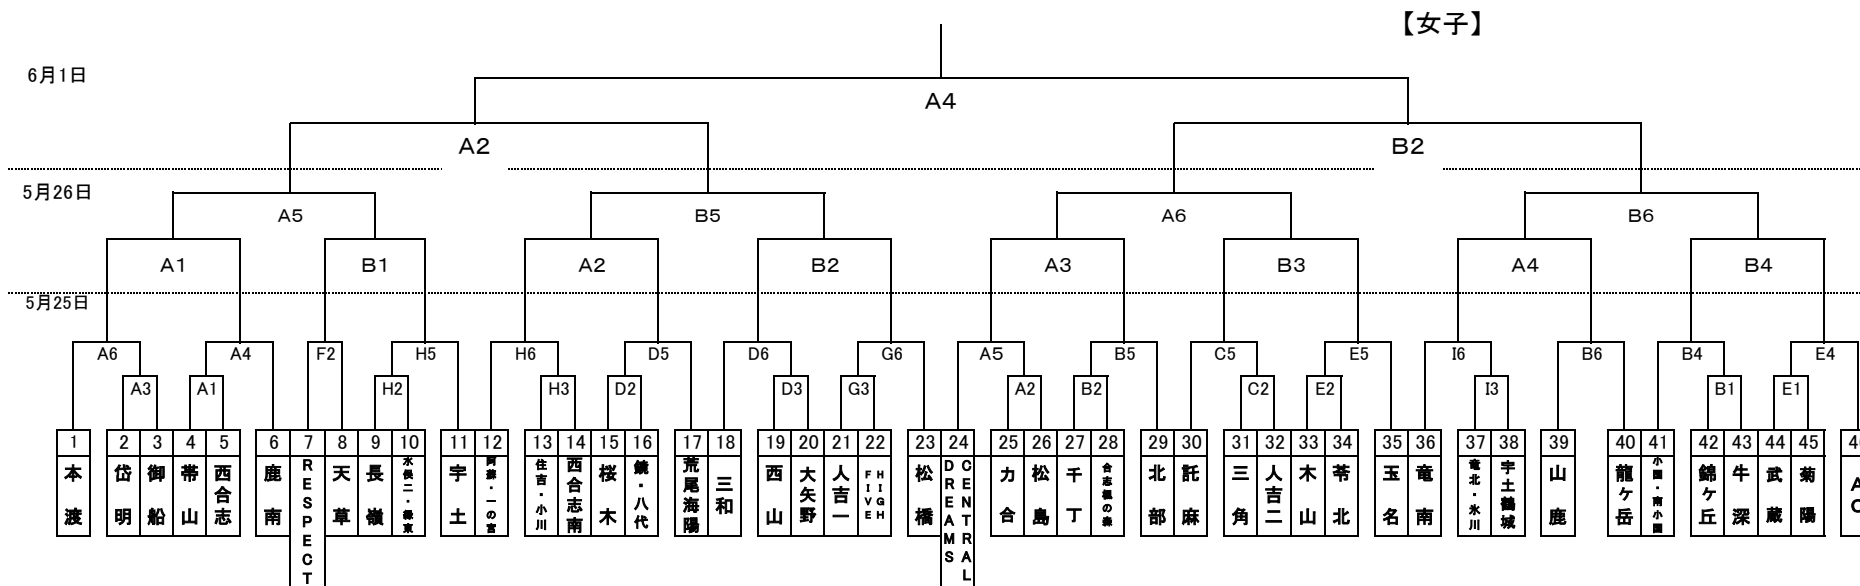 【女子】
6月1日
A4
A2 B2
5月26日
A5 B5 A6 B6
A1 B1 A2 B2 A3 B3 A4 B4
5月25日
A6 A4 F2 H5 H6 D5 D6 G6 A5 B5 C5 E5 I6 B6 B4 E4
A3 A1 H2 H3 D2 D3 G3 A2 B2 C2 E2 I3 B1 E1
1 2 3 4 5 6 7 8 9 10 11 12 13 14 15 16 17 18 19 20 21 22 23 24 25 26 27 28 29 30 31 32 33 34 35 36 37 38 39 40 41 42 43 44 45
本渡
岱明
御船
帯山
西合志
鹿南
RESPECT
天草
長嶺
水俣二・緑東
宇土
阿蘇・一の宮
住吉・小川
西合志南
桜木
鏡・八代
荒尾海陽
三和
西山
大矢野
人吉一
HIGH
FIVE
松橋
CENTRAL
DREAMS
力合
松島
千丁
合志楓の森
北部
託麻
三角
人吉二
木山
苓北
玉名
竜南
竜北・氷川
宇土鶴城
山鹿
龍ヶ岳
小国・南小国
錦ヶ丘
牛深
武蔵
菊陽